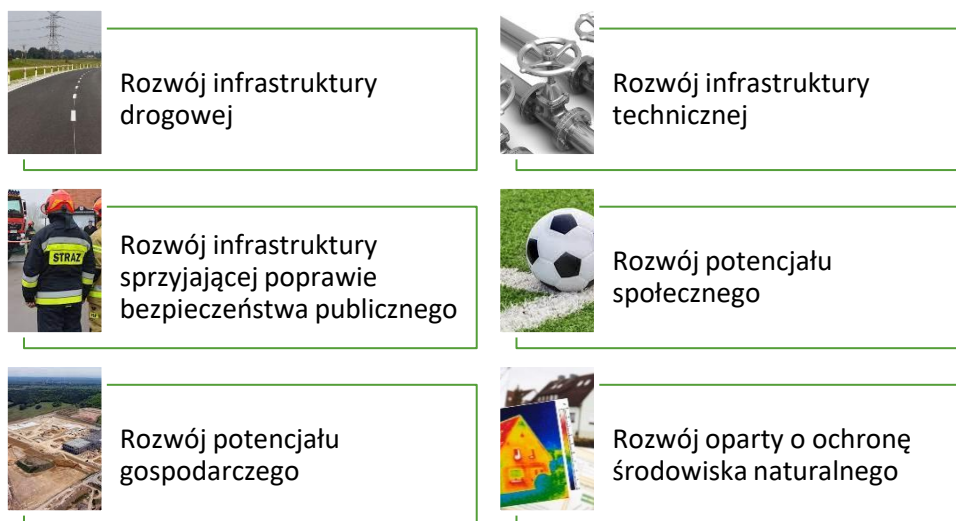 Rozwój infrastruktury
drogowej
Rozwój infrastruktury
technicznej
STRAŻ
Rozwój infrastruktury
sprzyjającej poprawie
bezpieczeństwa publicznego
Rozwój potencjału
społecznego
Rozwój potencjału
gospodarczego
Rozwój oparty o ochronę
środowiska naturalnego